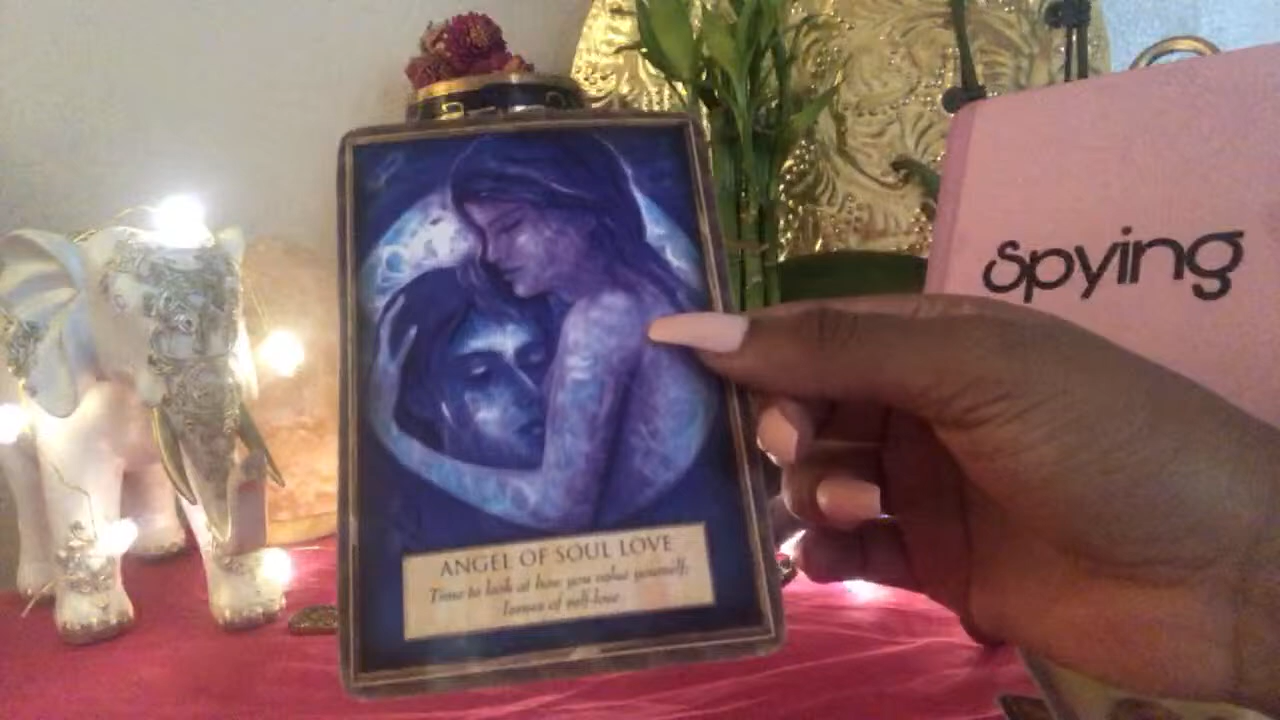 Spying
ANGEL OF SOUL LOVE
Time to look at how you value yourself;
Issues of self-love